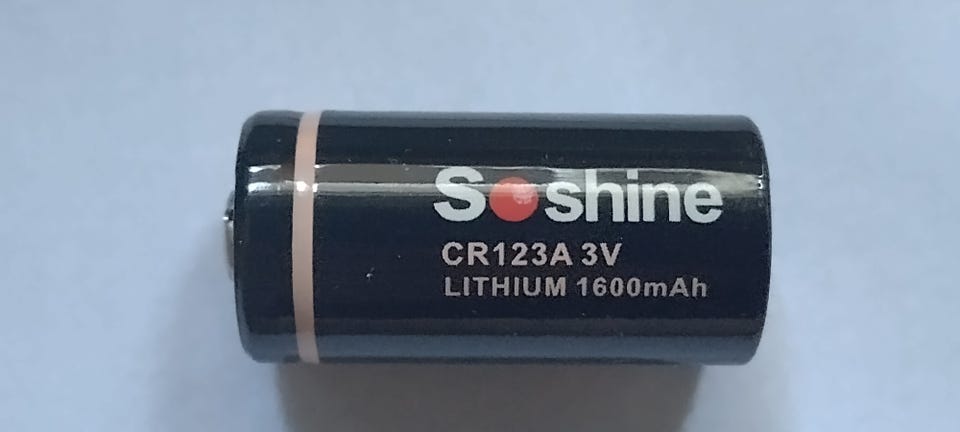 Soshine
CR123A 3V
LITHIUM 1600mAh